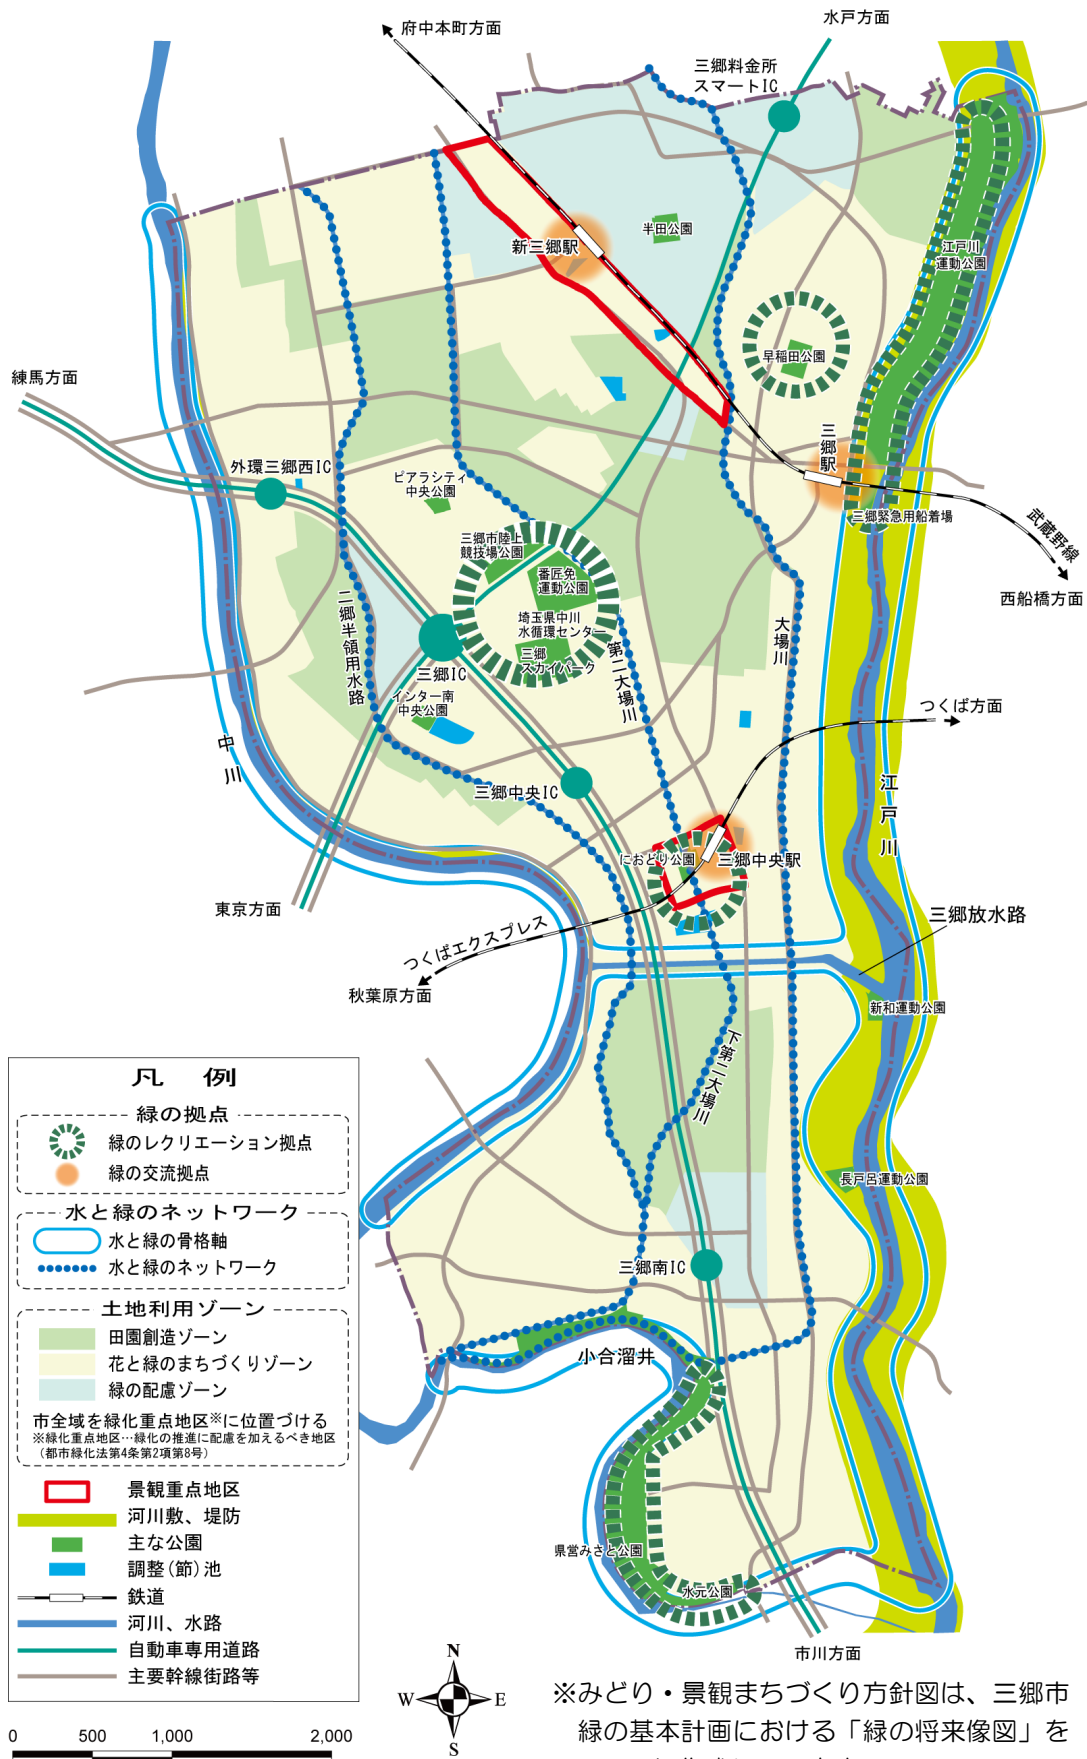 府中本町方面
水戸方面
三郷料金所
スマートIC
新三郷駅
半田公園
江戸川
運動公園
早稲田公園
練馬方面
三郷駅
外環三郷西IC
ピアラシティ
中央公園
三郷緊急用船着場
武蔵野線
西船橋方面
三郷市陸上
競技場公園
番匠免
運動公園
二郷半領用水路
埼玉県中川
水循環センター
三郷
スカイパーク
第二大場川
大場川
三郷IC
インター南
中央公園
つくば方面
中川
三郷中央IC
江戸川
におどり公園
三郷中央駅
東京方面
つくばエクスプレス
三郷放水路
秋葉原方面
新和運動公園
下第二大場川
長戸呂運動公園
三郷南IC
小合溜井
県営みさと公園
水元公園
市川方面
凡 例
緑の拠点
緑のレクリエーション拠点
緑の交流拠点
水と緑のネットワーク
水と緑の骨格軸
水と緑のネットワーク
土地利用ゾーン
田園創造ゾーン
花と緑のまちづくりゾーン
緑の配慮ゾーン
市全域を緑化重点地区※に位置づける
※緑化重点地区…緑化の推進に配慮を加えるべき地区
（都市緑化法第4条第2項第8号）
景観重点地区
河川敷、堤防
主な公園
調整(節)池
鉄道
河川、水路
自動車専用道路
主要幹線街路等
N
W E
S
0 500 1,000 2,000
※みどり・景観まちづくり方針図は、三郷市
緑の基本計画における「緑の将来像図」を